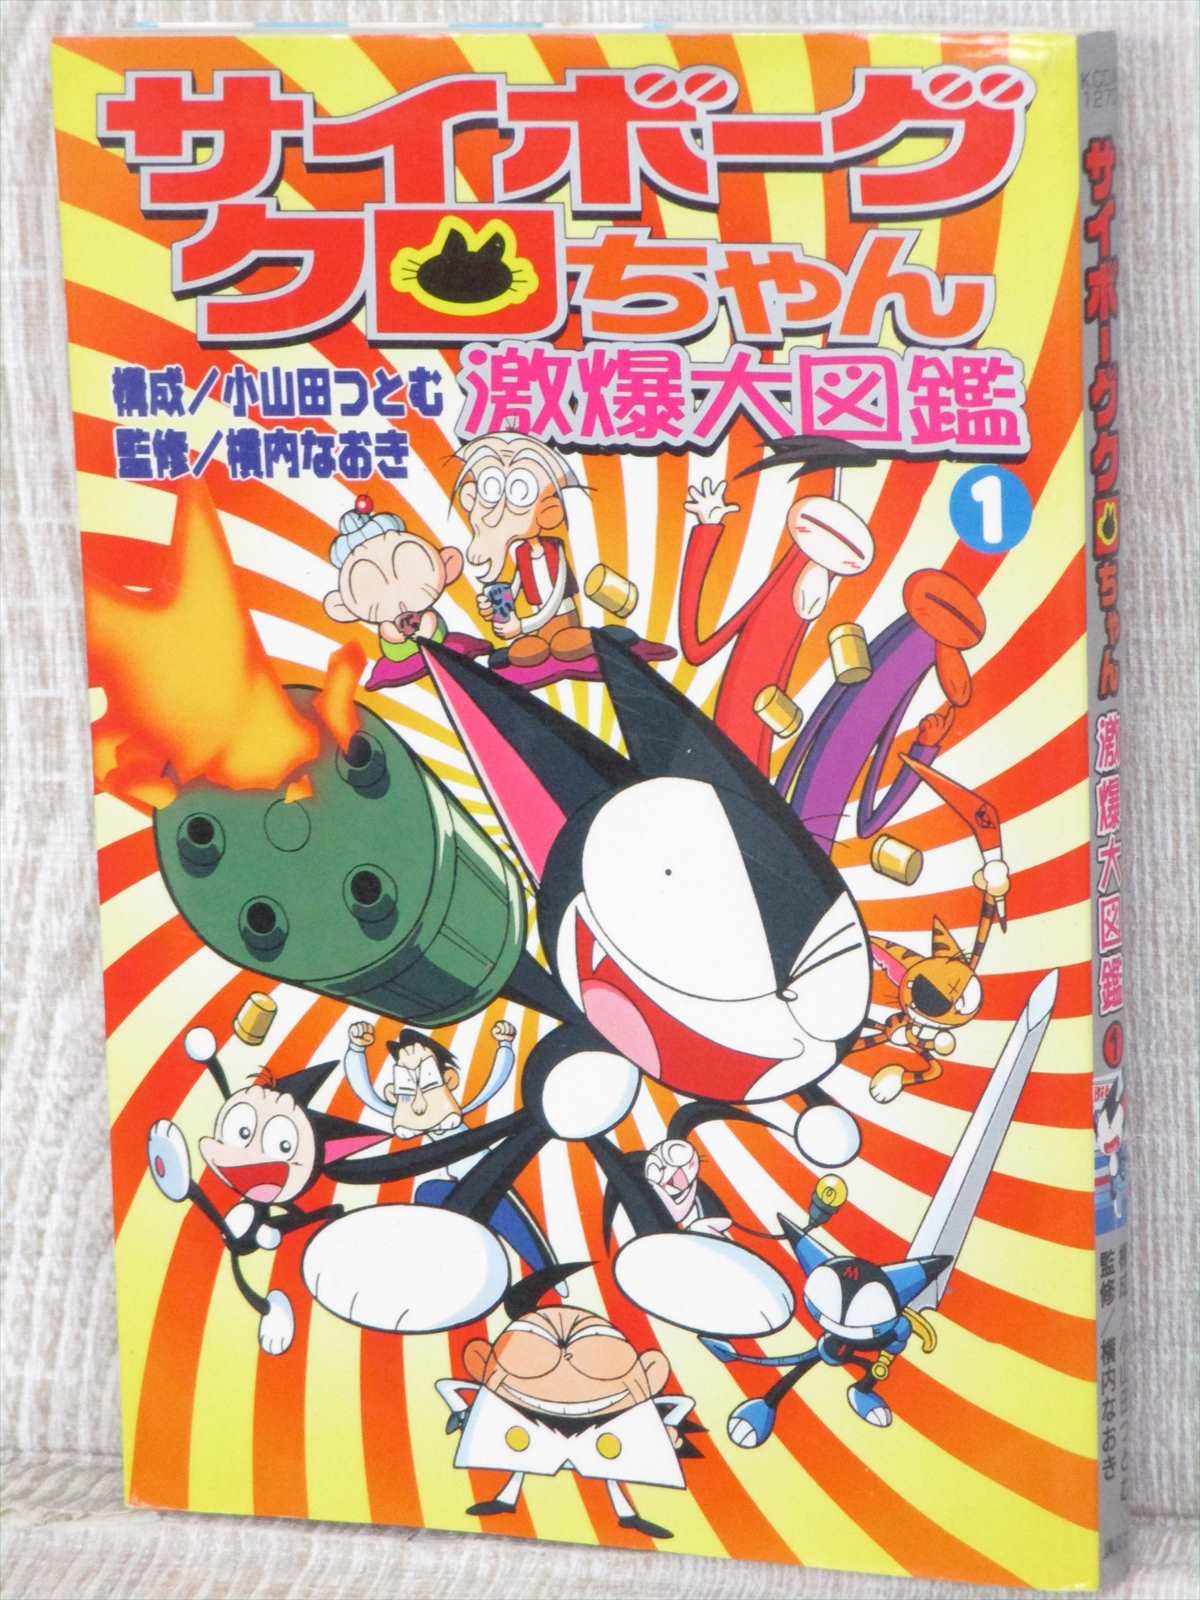 サイボーグ
クロちゃん
激爆大図鑑
構成/小山田つとむ
監修/横内なおき
1
じい
M
サイボーグクロちゃん 激爆大図鑑 1
監修/横内なおき